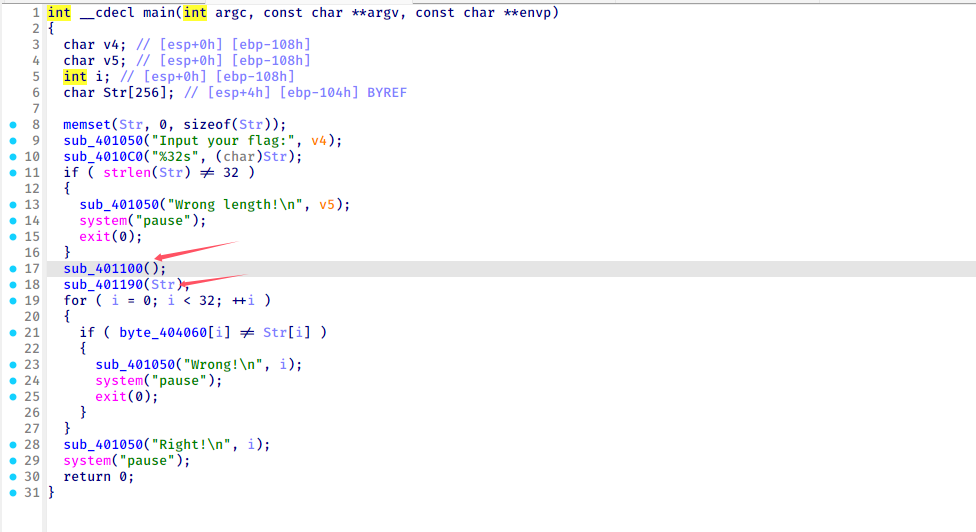 1 int __cdecl main(int argc, const char **argv, const char **envp)
2 {
3 char v4; // [esp+0h] [ebp-108h]
4 char v5; // [esp+0h] [ebp-108h]
5 int i; // [esp+0h] [ebp-108h]
6 char Str[256]; // [esp+4h] [ebp-104h] BYREF
7
8 memset(Str, 0, sizeof(Str));
9 sub_401050("Input your flag:", v4);
10 sub_4010C0("%32s", (char)Str);
11 if ( strlen(Str) != 32 )
12 {
13 sub_401050("Wrong length!\n", v5);
14 system("pause");
15 exit(0);
16 }
17 sub_401100();
18 sub_401190(Str);
19 for ( i = 0; i < 32; ++i )
20 {
21 if ( byte_404060[i] != Str[i] )
22 {
23 sub_401050("Wrong!\n", i);
24 system("pause");
25 exit(0);
26 }
27 }
28 sub_401050("Right!\n", i);
29 system("pause");
30 return 0;
31 }